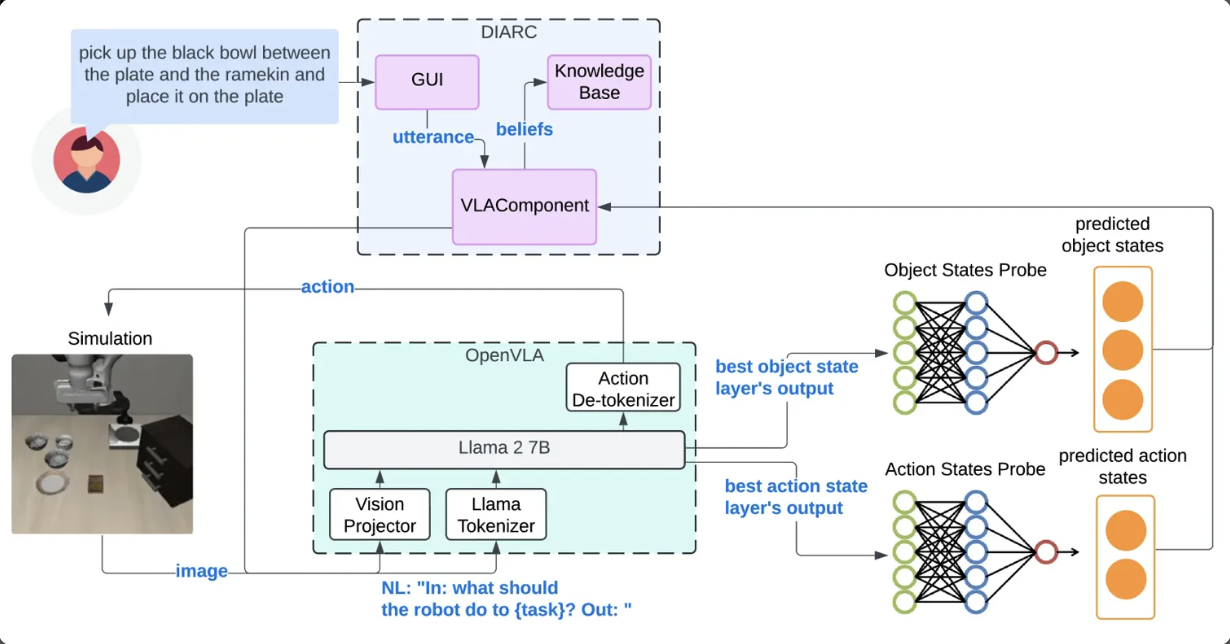 DIARC
pick up the black bowl between
the plate and the ramekin and
place it on the plate
GUI
Knowledge
Base
utterance
beliefs
VLAComponent
predicted
object states
Object States Probe
action
Simulation
OpenVLA
Action
De-tokenizer
best object state
layer's output
Llama 2 7B
Action States Probe
predicted action
states
best action state
layer's output
Vision
Projector
Llama
Tokenizer
image
NL: "In: what should
the robot do to {task}? Out: "